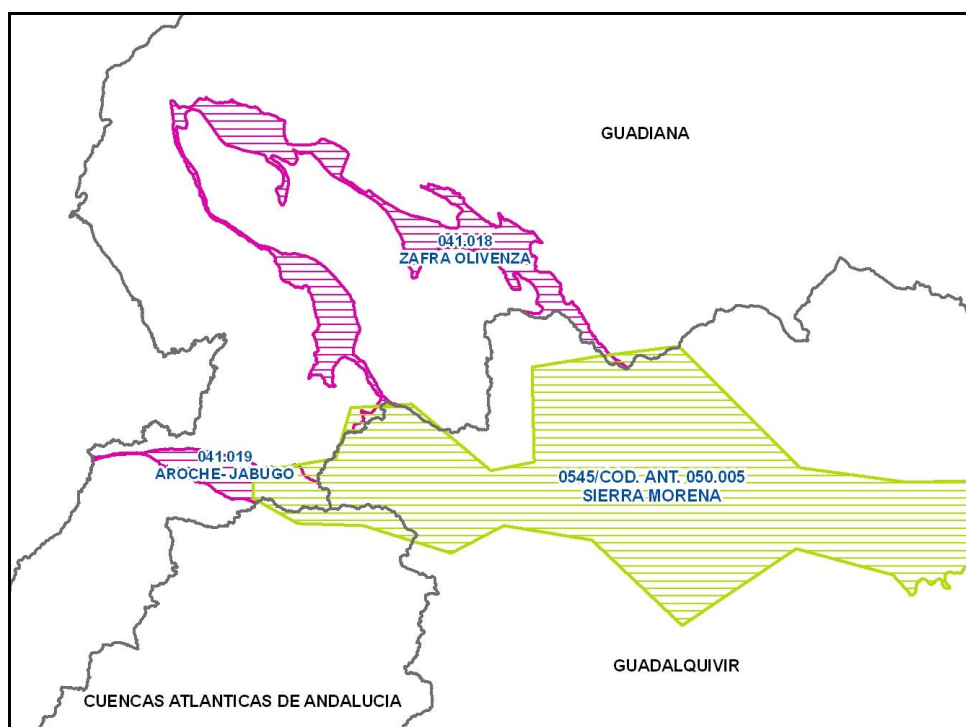 GUADIANA
041.018
ZAFRA OLIVENZA
041.019
AROCHE- JABUGO
0545/COD. ANT. 050.005
SIERRA MORENA
GUADALQUIVIR
CUENCAS ATLANTICAS DE ANDALUCIA